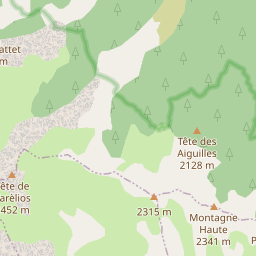 attet
m
Tête des
Aiguilles
2128 m
ête de
arèlios
452 m
2315 m
Montagne
Haute
2341 m
P